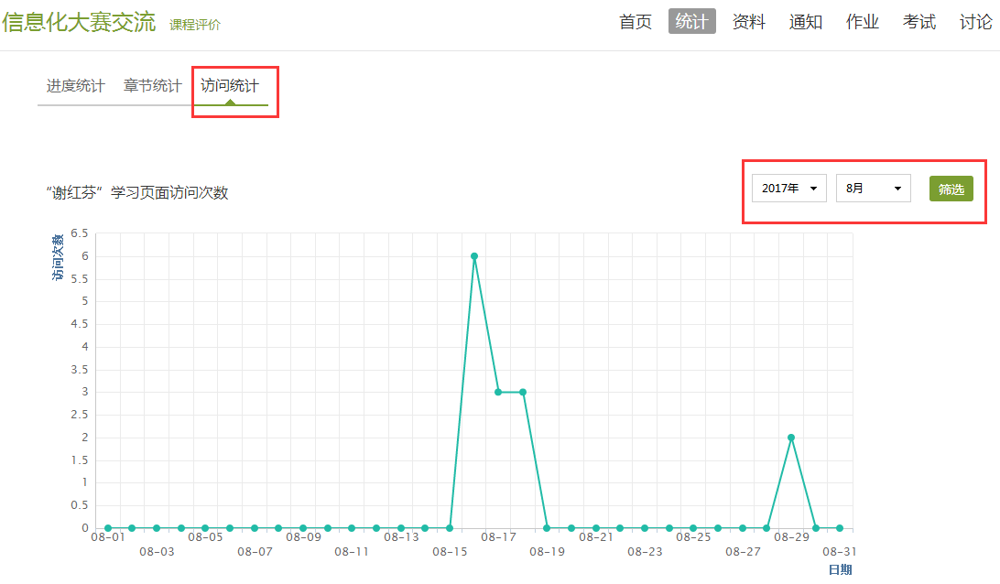 信息化大赛交流 课程评价
首页 统计 资料 通知 作业 考试 讨论
进度统计 章节统计 访问统计
“谢红芬”学习页面访问次数
2017年 8月 筛选
访问次数
6.5
6
5.5
5
4.5
4
3.5
3
2.5
2
1.5
1
0.5
0
08-01 08-05 08-09 08-13 08-17 08-21 08-25 08-29
08-03 08-07 08-11 08-15 08-19 08-23 08-27 08-31
日期